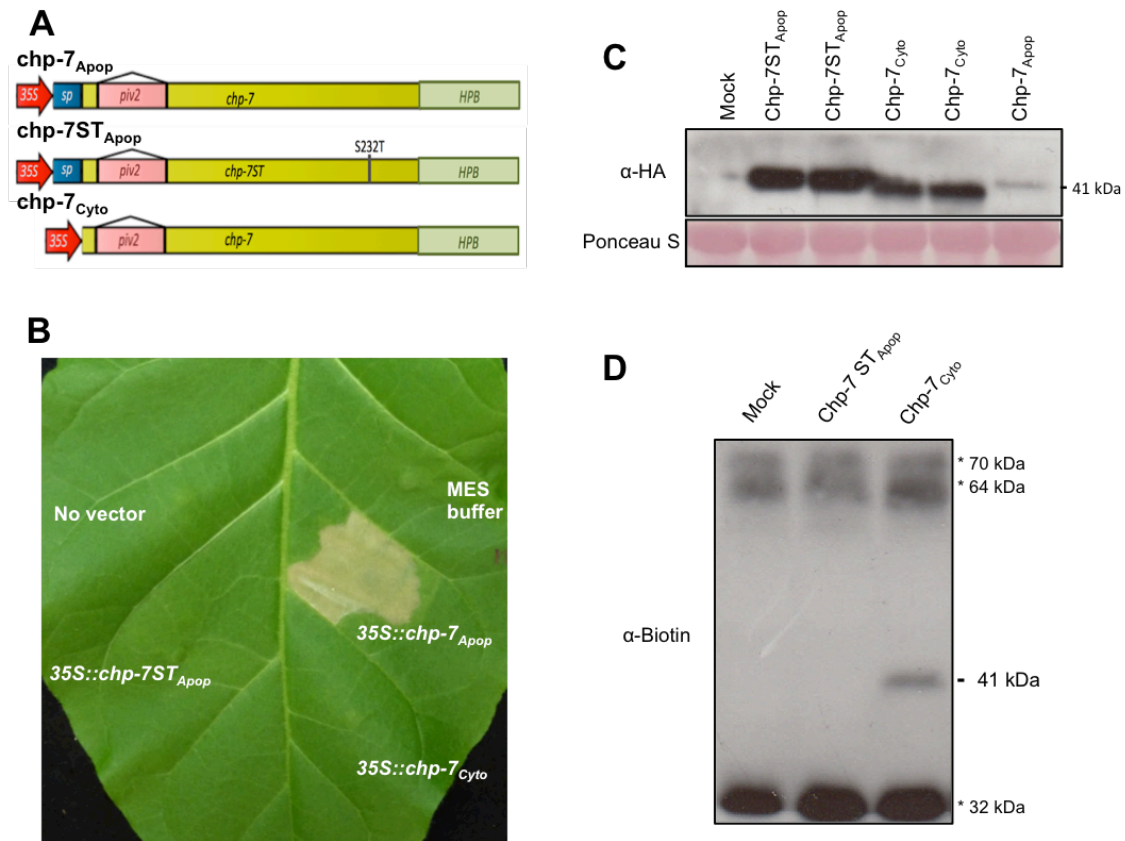 A
chp-7Apop
35S sp piv2 chp-7 HPB
chp-7STApop
S232T
35S sp piv2 chp-7ST HPB
chp-7Cyto
35S piv2 chp-7 HPB
B
No vector
MES
buffer
35S::chp-7Apop
35S::chp-7STApop
35S::chp-7Cyto
C
Mock
Chp-7STApop
Chp-7STApop
Chp-7Cyto
Chp-7Cyto
Chp-7Apop
α-HA
- 41 kDa
Ponceau S
D
Mock
Chp-7 STApop
Chp-7Cyto
* 70 kDa
* 64 kDa
α-Biotin
- 41 kDa
* 32 kDa